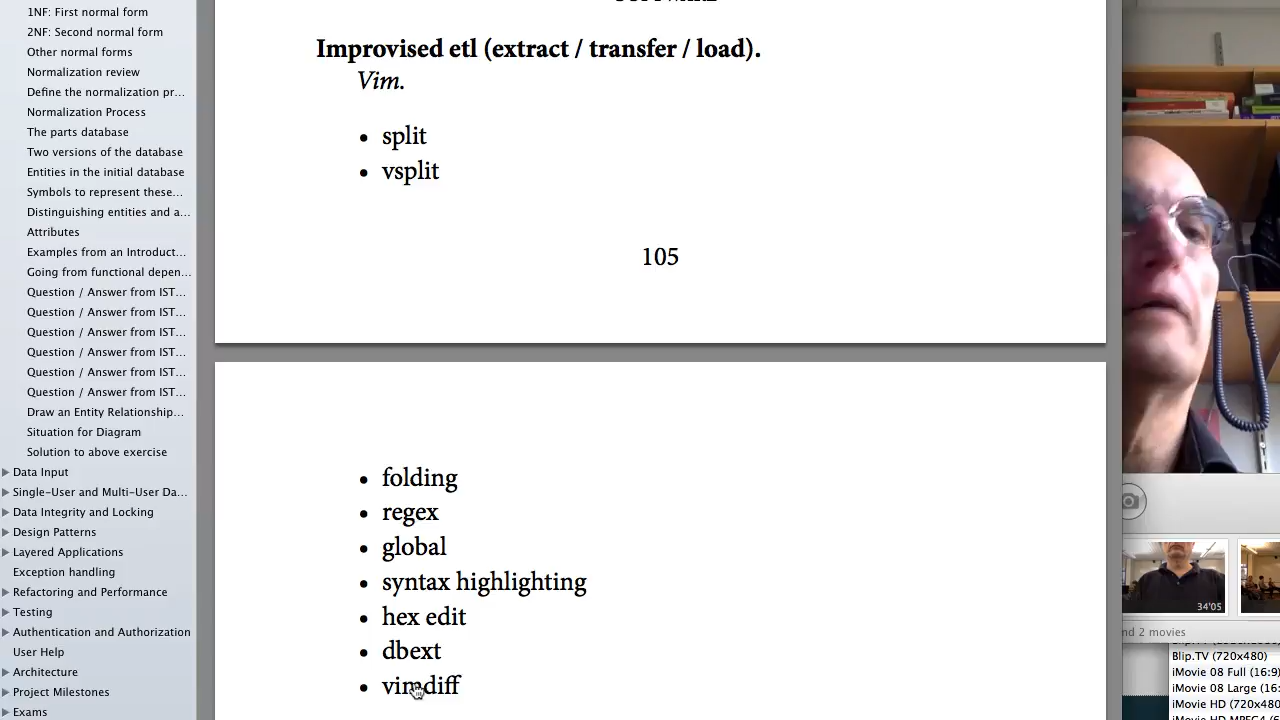 1NF: First normal form
2NF: Second normal form
Other normal forms
Normalization review
Define the normalization pr...
Normalization Process
The parts database
Two versions of the database
Entities in the initial database
Symbols to represent these...
Distinguishing entities and a...
Attributes
Examples from an Introduct...
Going from functional depen...
Question / Answer from IST...
Question / Answer from IST...
Question / Answer from IST...
Question / Answer from IST...
Question / Answer from IST...
Question / Answer from IST...
Draw an Entity Relationship...
Situation for Diagram
Solution to above exercise
Data Input
Single-User and Multi-User Da...
Data Integrity and Locking
Design Patterns
Layered Applications
Exception handling
Refactoring and Performance
Testing
Authentication and Authorization
User Help
Architecture
Project Milestones
Exams
Improvised etl (extract / transfer / load).
Vim.
• split
• vsplit
105
• folding
• regex
• global
• syntax highlighting
• hex edit
• dbext
• vimdiff
34'05
nd 2 movies
Blip.TV (720x480)
iMovie 08 Full (16:9)
iMovie 08 Large (16:
iMovie HD (720x480